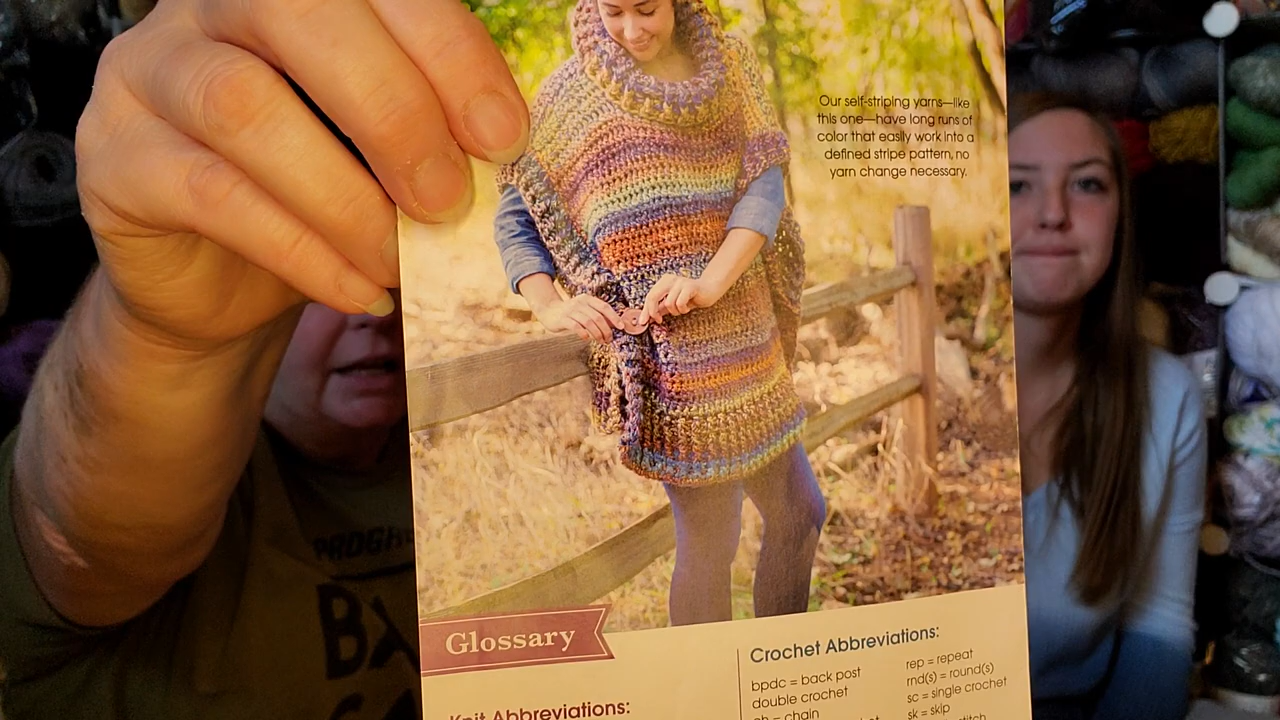 Our self-striping yarns—like
this one—have long runs of
color that easily work into a
defined stripe pattern, no
yarn change necessary.
Glossary
Knit Abbreviations:
Crochet Abbreviations:
bpdc = back post
double crochet
ch = chain
rep = repeat
rnd(s) = round(s)
sc = single crochet
sk = skip